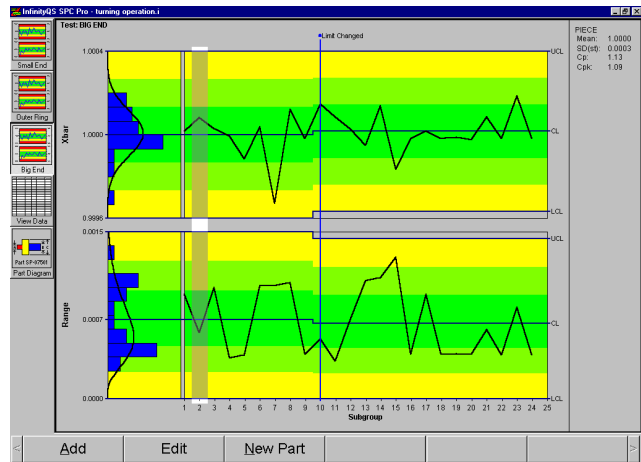 InfinityQS SPC Pro - turning operation.i
Small End
Outer Ring
Big End
View Data
Part SP-97581
Part Diagram
Test: BIG END
Limit Changed
1.0004
1.0000
0.9996
Xbar
UCL
CL
LCL
0.0015
0.0007
0.0000
Range
UCL
CL
LCL
1 2 3 4 5 6 7 8 9 10 11 12 13 14 15 16 17 18 19 20 21 22 23 24 25
Subgroup
PIECE
Mean: 1.0000
SD(st): 0.0003
Cp: 1.13
Cpk: 1.09
< Add Edit New Part >